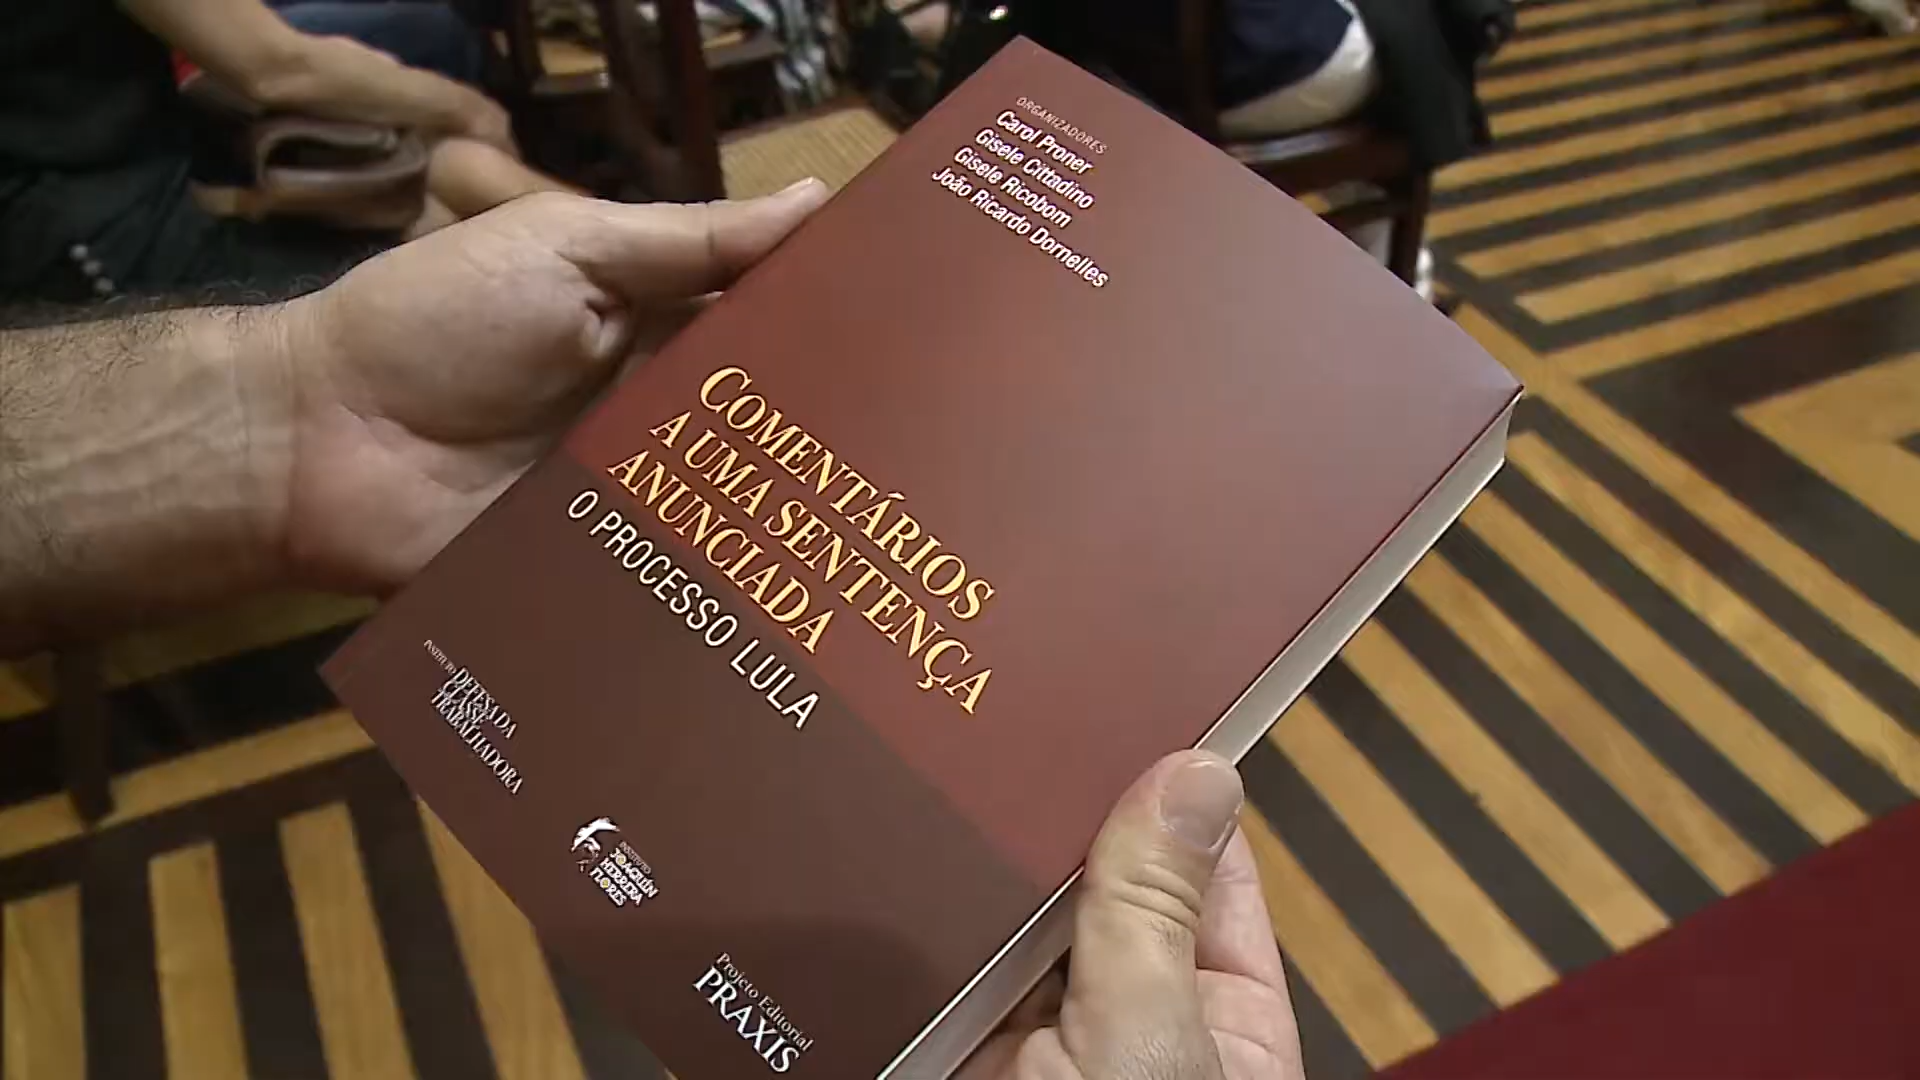 ORGANIZADORES
Carol Proner
Gisele Cittadino
Gisele Ricobom
João Ricardo Dornelles
COMENTÁRIOS
A UMA SENTENÇA
ANUNCIADA
O PROCESSO LULA
INSTITUTO
DEFESA DA
CLASSE
TRABALHADORA
INSTITUTO
JOAQUÍN
HERRERA
FLORES
Projeto Editorial
PRAXIS